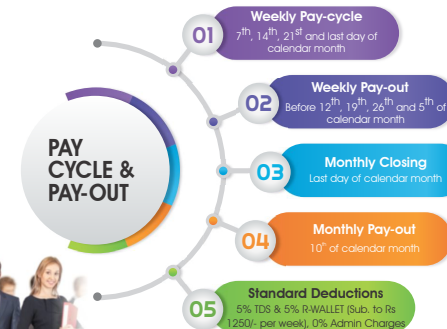 PAY
CYCLE &
PAY-OUT
01
Weekly Pay-cycle
7th, 14th, 21st and last day of
calendar month
02
Weekly Pay-out
Before 12th, 19th, 26th and 5th of
calendar month
03
Monthly Closing
Last day of calendar month
04
Monthly Pay-out
10th of calendar month
05
Standard Deductions
5% TDS & 5% R-WALLET (Sub. to Rs
1250/- per week), 0% Admin Charges